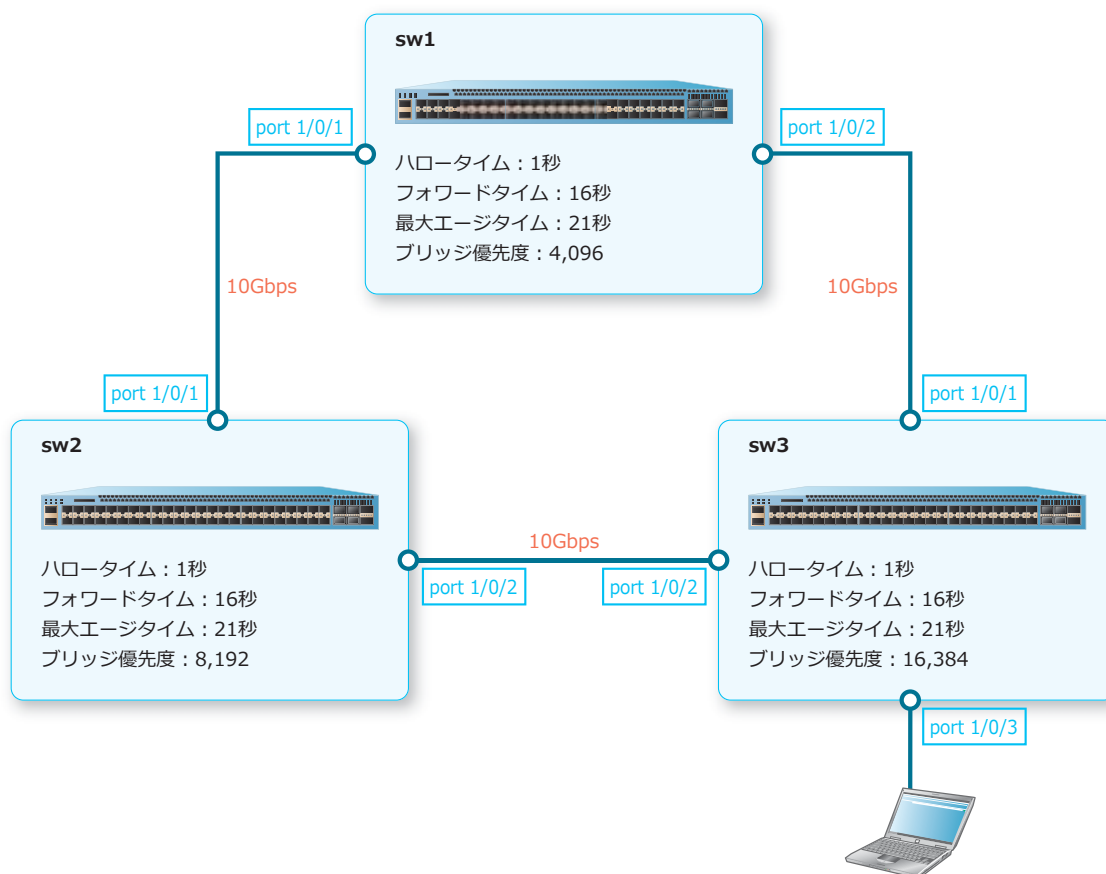 sw1
port 1/0/1
port 1/0/2
ハロータイム：1秒
フォワードタイム：16秒
最大エージタイム：21秒
ブリッジ優先度：4,096
10Gbps
10Gbps
port 1/0/1
port 1/0/1
sw2
sw3
10Gbps
port 1/0/2
port 1/0/2
ハロータイム：1秒
フォワードタイム：16秒
最大エージタイム：21秒
ブリッジ優先度：8,192
ハロータイム：1秒
フォワードタイム：16秒
最大エージタイム：21秒
ブリッジ優先度：16,384
port 1/0/3